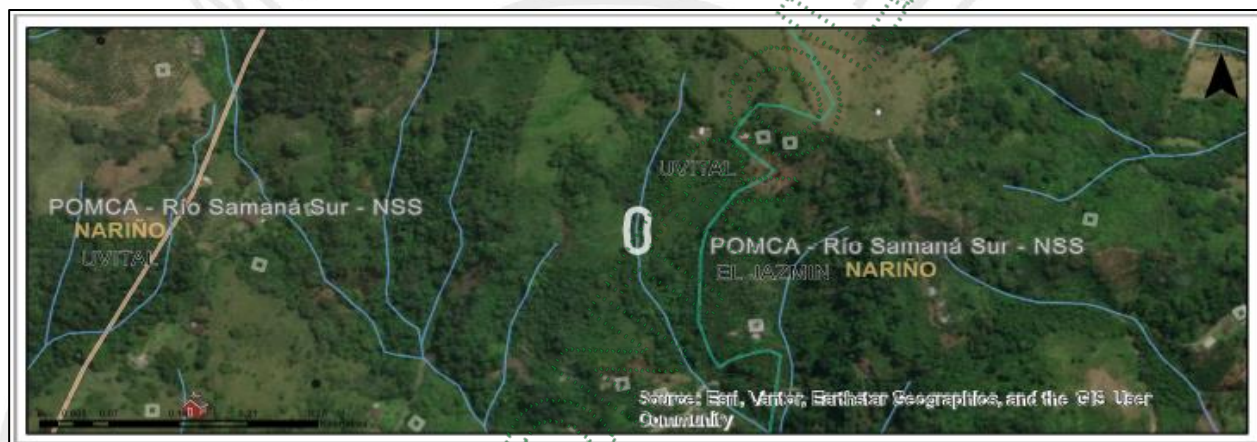 N
UVITAL
POMCA - Río Samaná Sur - NSS
NARIÑO
UVITAL
0
POMCA - Río Samaná Sur - NSS
EL JAZMIN NARIÑO
Source: Esri, Vantor, Earthstar Geographics, and the GIS User
Community